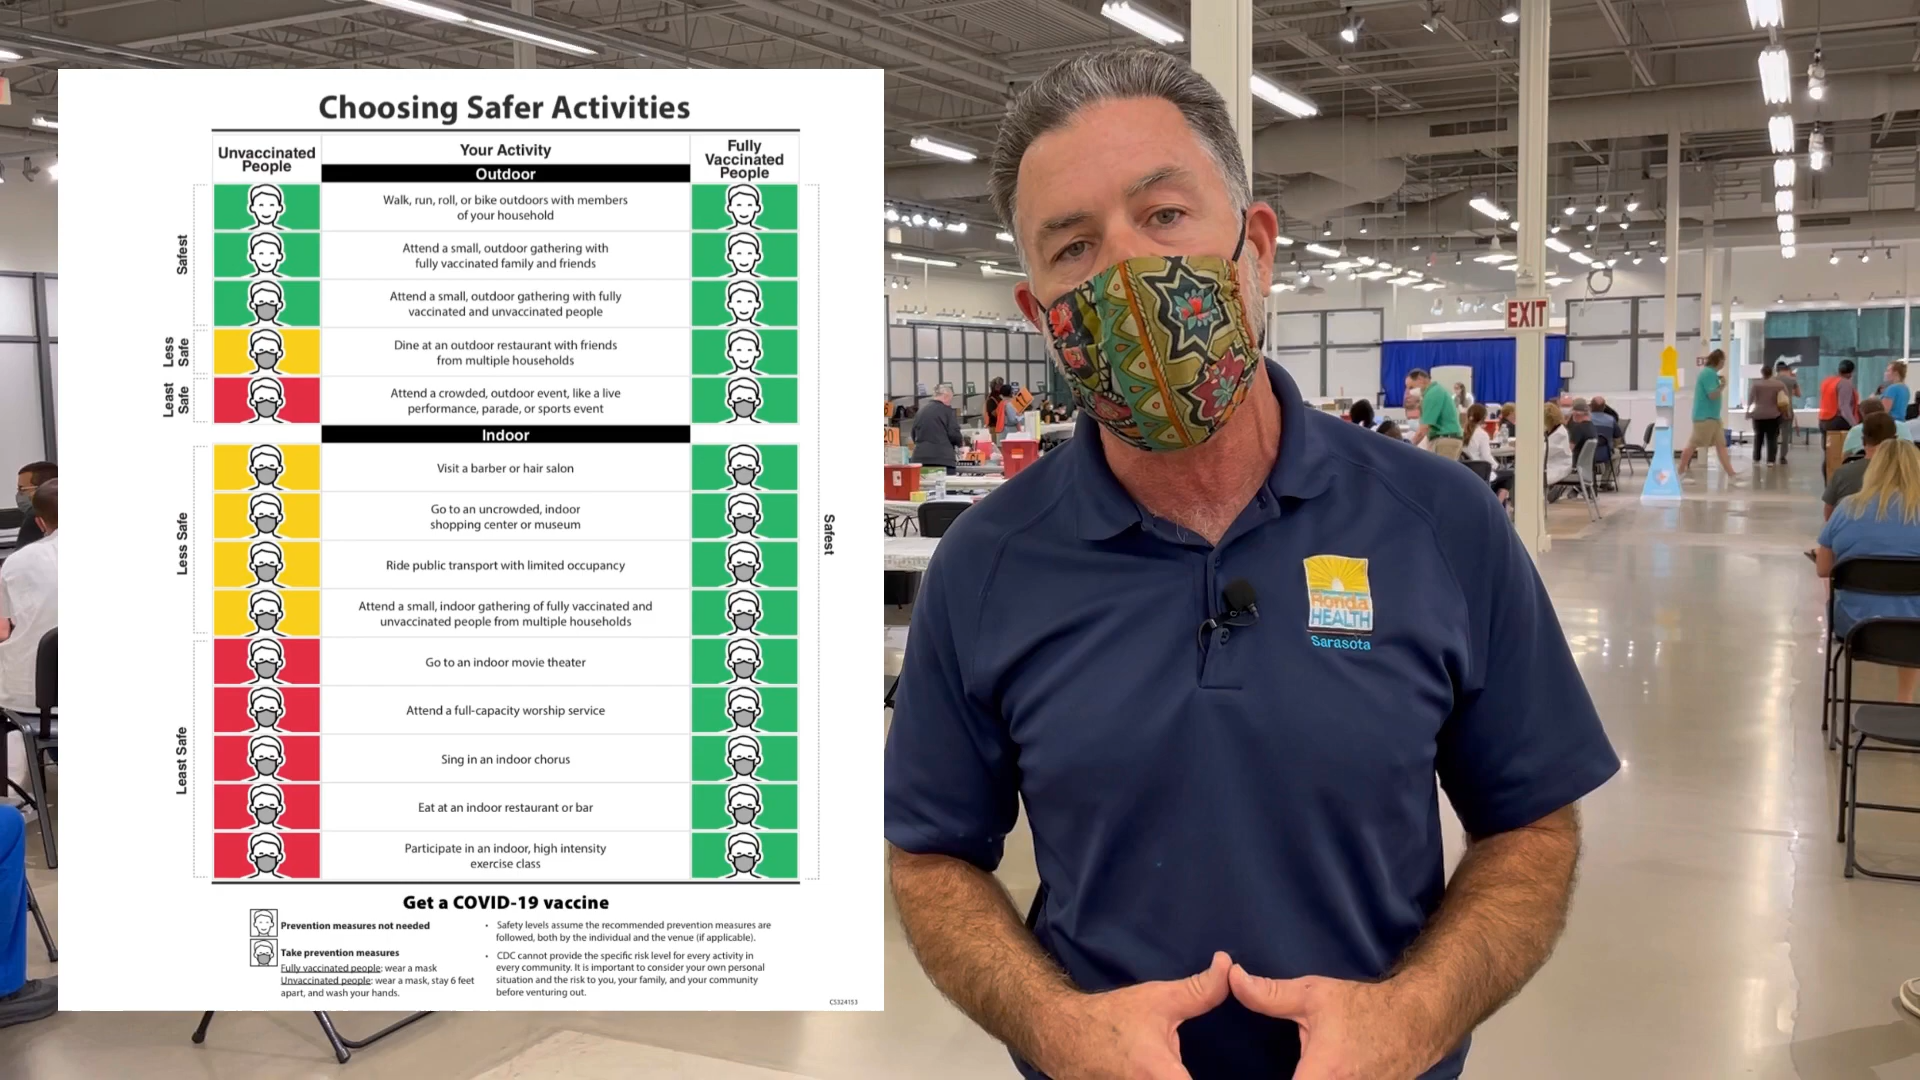 Choosing Safer Activities
Unvaccinated
People
Your Activity
Fully
Vaccinated
People
Outdoor
Safest
Walk, run, roll, or bike outdoors with members
of your household
Attend a small, outdoor gathering with
fully vaccinated family and friends
Attend a small, outdoor gathering with fully
vaccinated and unvaccinated people
Less
Safe
Dine at an outdoor restaurant with friends
from multiple households
Least
Safe
Attend a crowded, outdoor event, like a live
performance, parade, or sports event
Indoor
Less Safe
Visit a barber or hair salon
Go to an uncrowded, indoor
shopping center or museum
Ride public transport with limited occupancy
Attend a small, indoor gathering of fully vaccinated and
unvaccinated people from multiple households
Safest
Least Safe
Go to an indoor movie theater
Attend a full-capacity worship service
Sing in an indoor chorus
Eat at an indoor restaurant or bar
Participate in an indoor, high intensity
exercise class
Get a COVID-19 vaccine
Prevention measures not needed
Take prevention measures
Fully vaccinated people: wear a mask
Unvaccinated people: wear a mask, stay 6 feet
apart, and wash your hands.
• Safety levels assume the recommended prevention measures are
followed, both by the individual and the venue (if applicable).
• CDC cannot provide the specific risk level for every activity in
every community. It is important to consider your own personal
situation and the risk to you, your family, and your community
before venturing out.
CS324153
EXIT
Florida
HEALTH
Sarasota
17
20